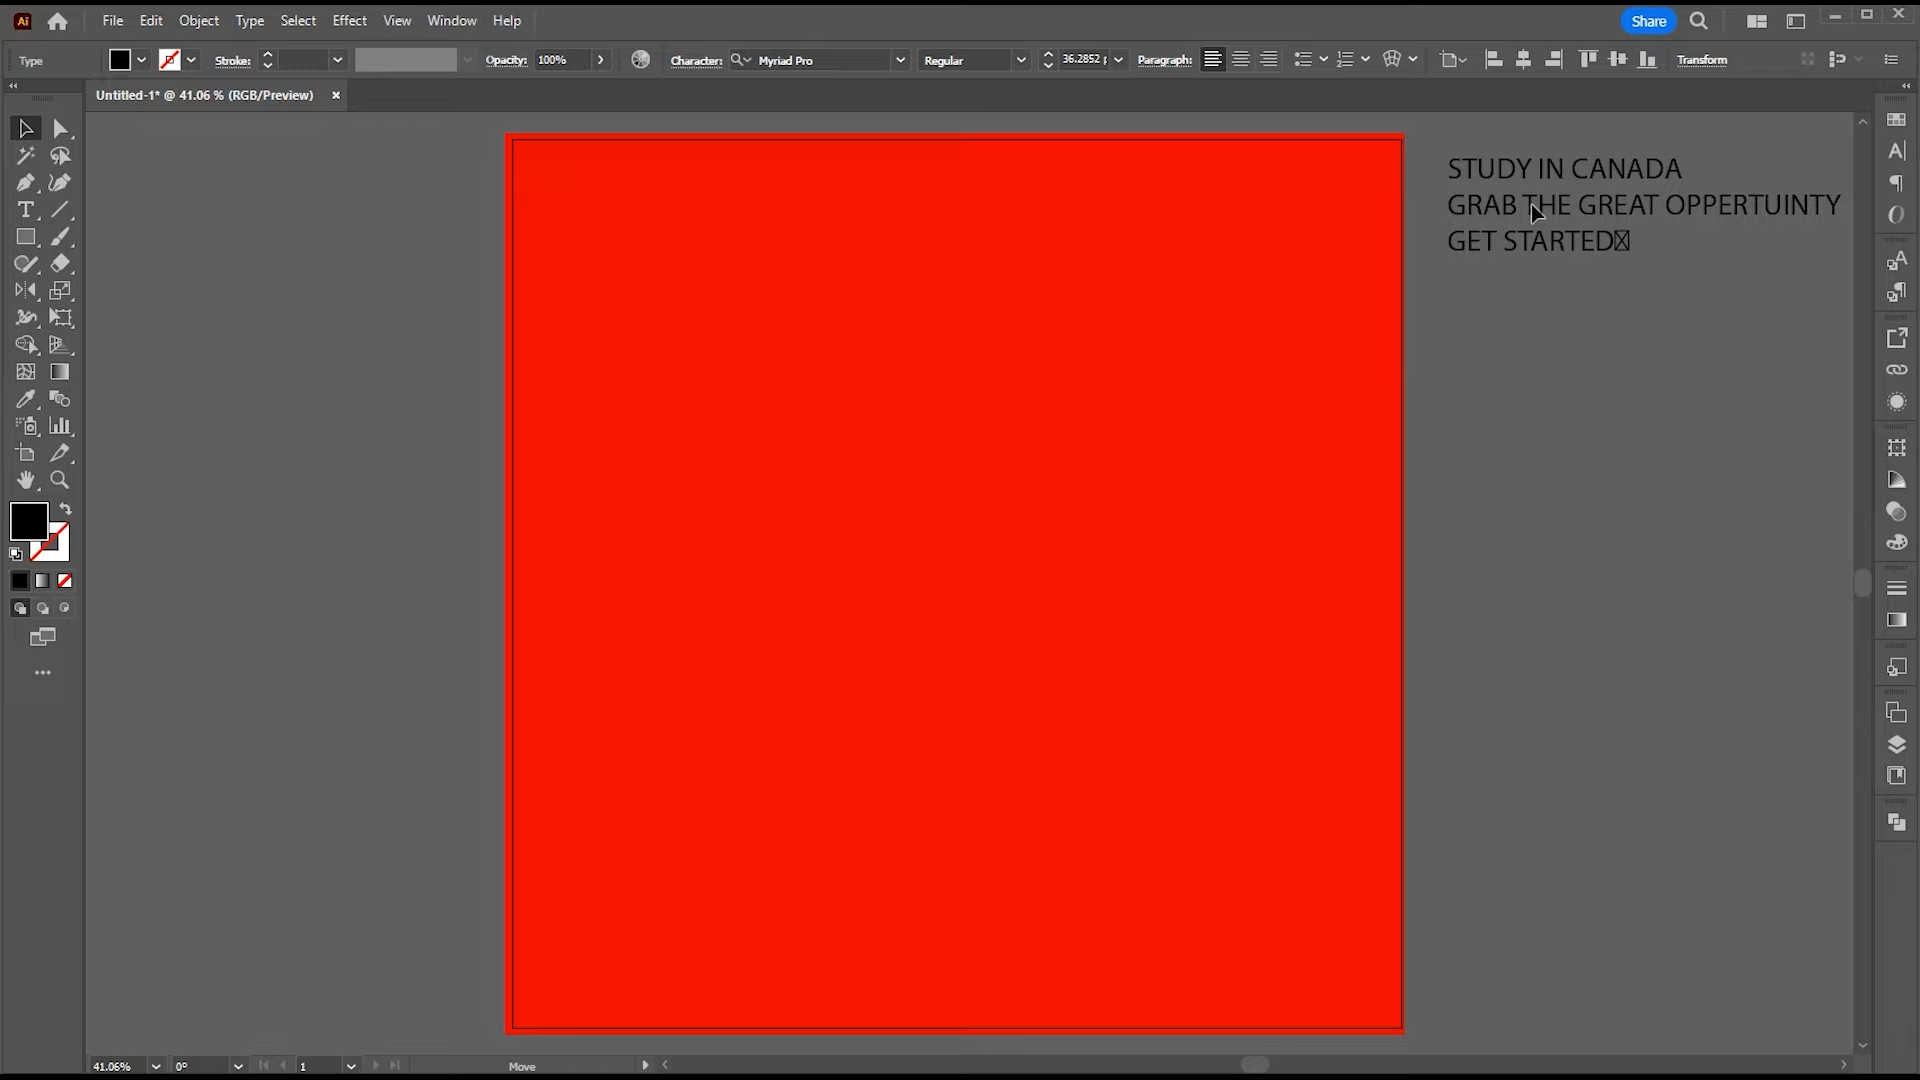 File Edit Object Type Select Effect View Window Help Share
Type Stroke: Opacity: 100% Character: Myriad Pro Regular 36.2852 Paragraph: Transform
Untitled-1* @ 41.06 % (RGB/Preview)
STUDY IN CANADA
GRAB THE GREAT OPPERTUINTY
GET STARTED
41.06% 0° 1 Move